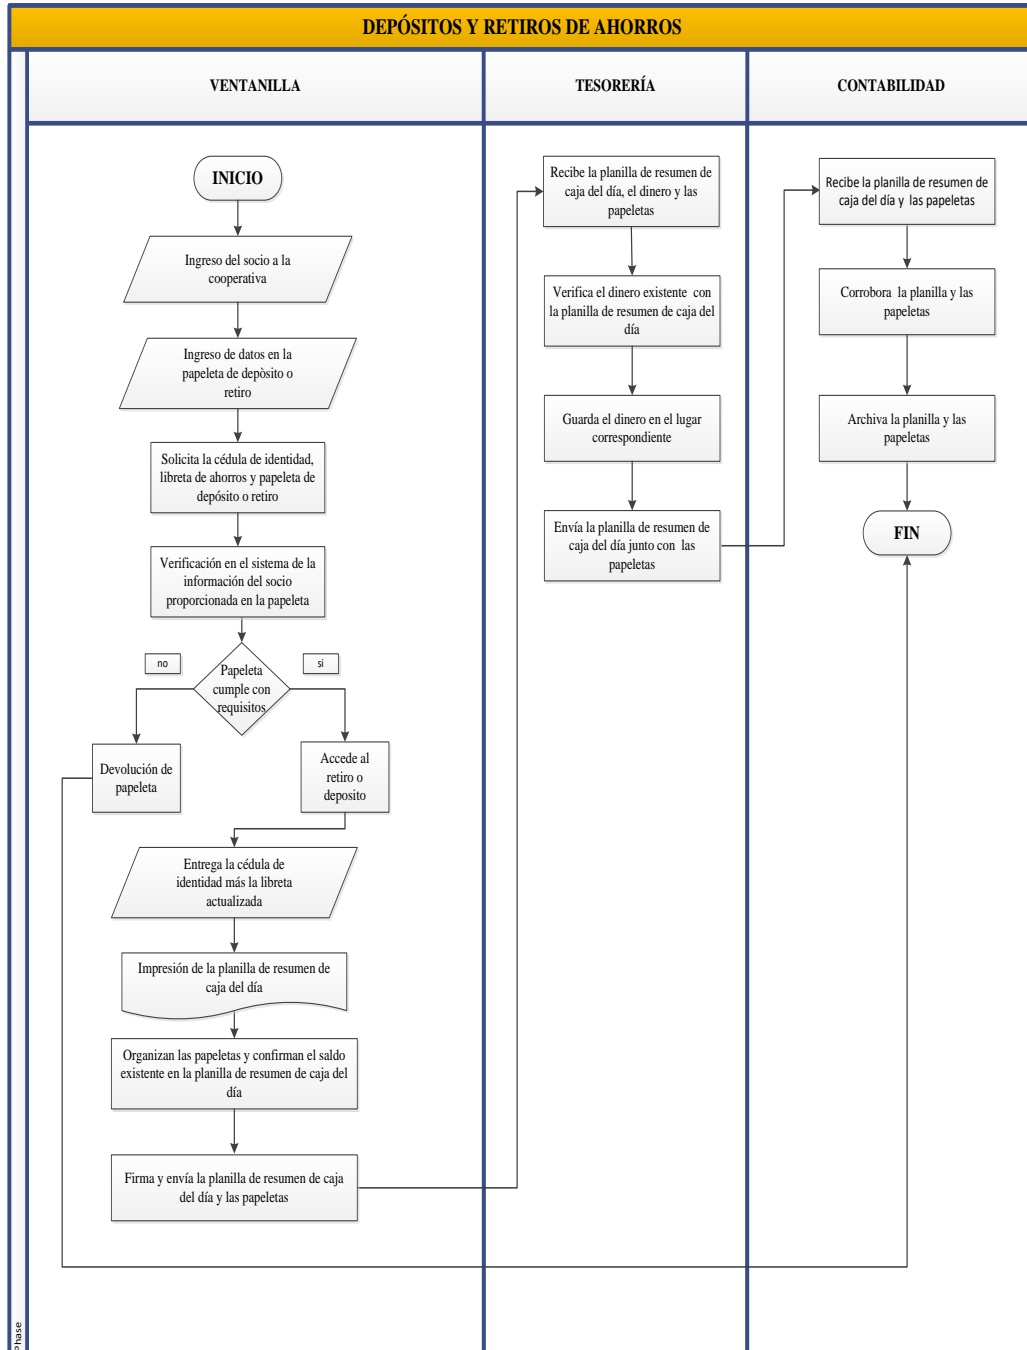 DEPÓSITOS Y RETIROS DE AHORROS
VENTANILLA
TESORERÍA
CONTABILIDAD
INICIO
Ingreso del socio a la
cooperativa
Ingreso de datos en la
papeleta de depòsito o
retiro
Solicita la cédula de identidad,
libreta de ahorros y papeleta de
depósito o retiro
Verificación en el sistema de la
información del socio
proporcionada en la papeleta
no
si
Papeleta
cumple con
requisitos
Devolución de
papeleta
Accede al
retiro o
deposito
Entrega la cédula de
identidad más la libreta
actualizada
Impresión de la planilla de resumen de
caja del día
Organizan las papeletas y confirman el saldo
existente en la planilla de resumen de caja del
día
Firma y envía la planilla de resumen de caja
del día y las papeletas
Recibe la planilla de resumen de
caja del día, el dinero y las
papeletas
Verifica el dinero existente con
la planilla de resumen de caja del
día
Guarda el dinero en el lugar
correspondiente
Envía la planilla de resumen de
caja del día junto con las
papeletas
Recibe la planilla de resumen de
caja del día y las papeletas
Corrobora la planilla y las
papeletas
Archiva la planilla y las
papeletas
FIN
Phase